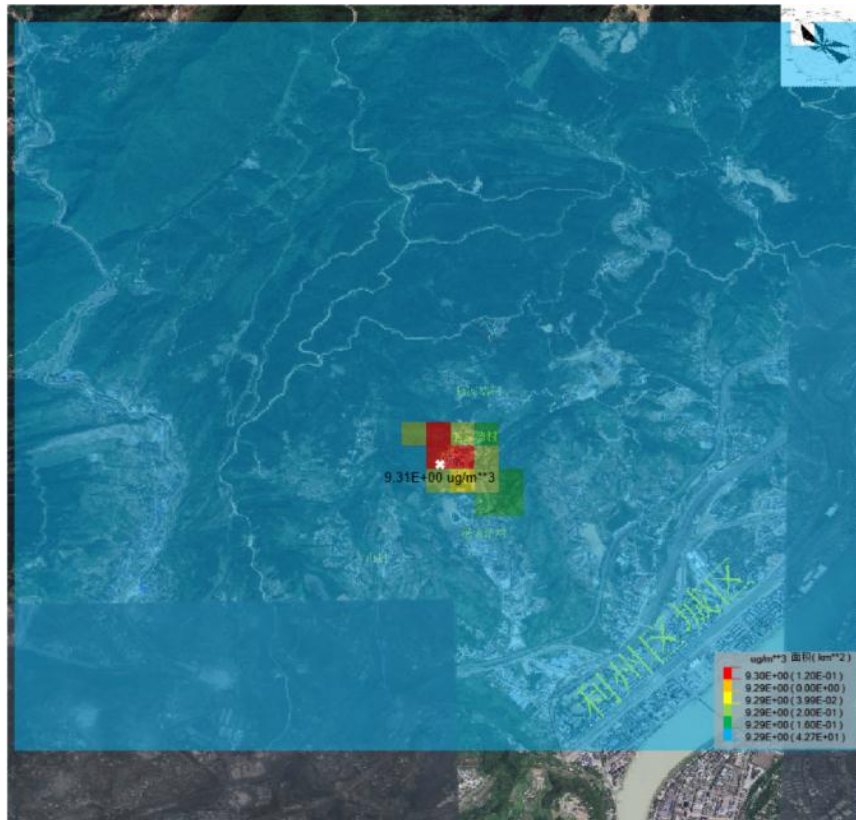 9.31E+00 ug/m**3
利州区城区
ug/m**3 面积( km**2 )
9.30E+00 ( 1.20E-01 )
9.29E+00 ( 0.00E+00 )
9.29E+00 ( 3.99E-02 )
9.29E+00 ( 2.00E-01 )
9.29E+00 ( 1.60E-01 )
9.29E+00 ( 4.27E+01 )